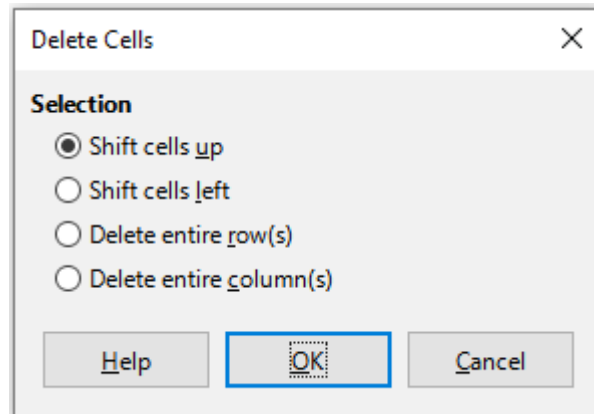 Delete Cells
Selection
Shift cells up
Shift cells left
Delete entire row(s)
Delete entire column(s)
Help OK Cancel